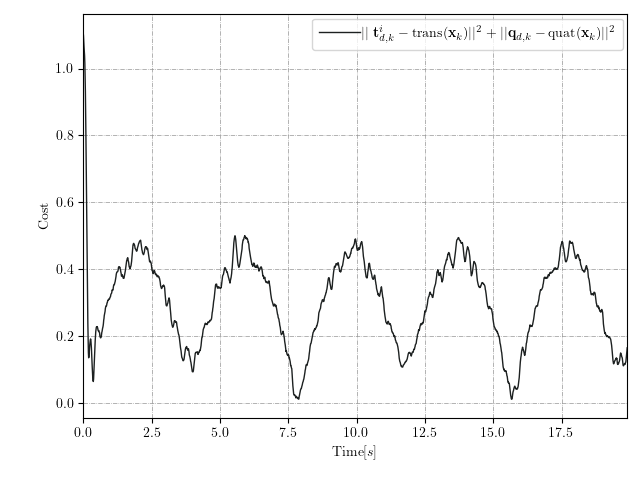 || t^i_{d,k} − trans(x_k)||² + ||q_{d,k} − quat(x_k)||²
1.0
0.8
0.6
0.4
0.2
0.0
Cost
0.0 2.5 5.0 7.5 10.0 12.5 15.0 17.5
Time[s]